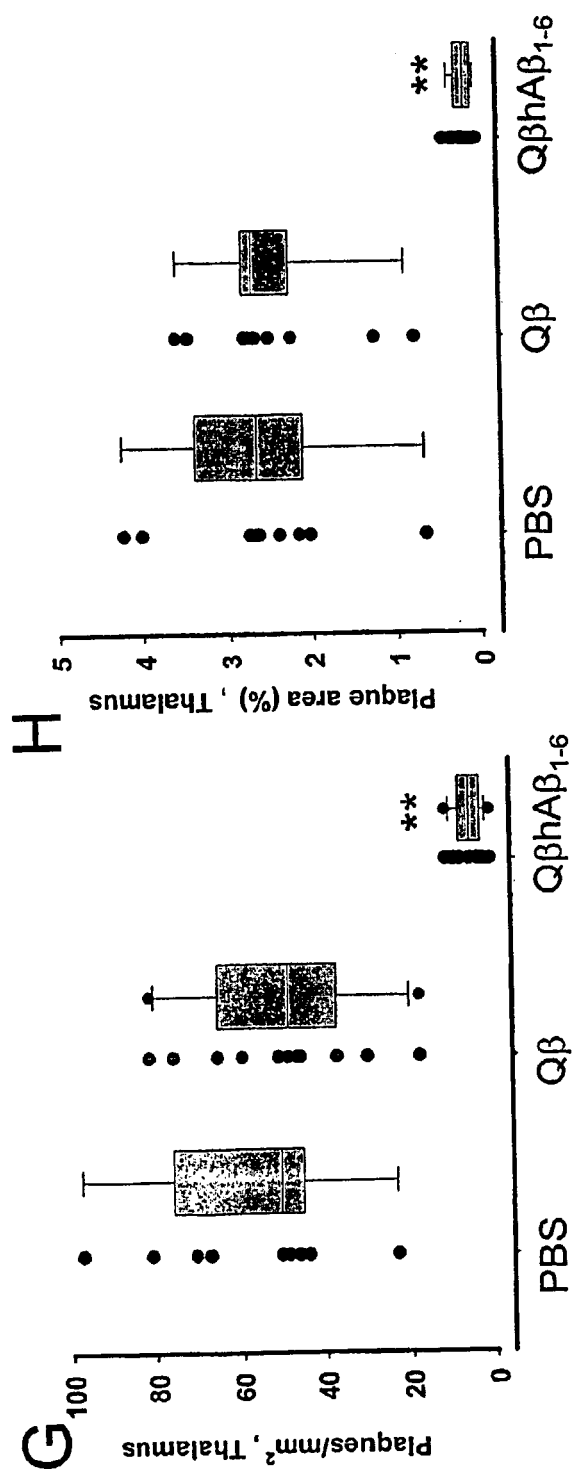 G
Plaques/mm², Thalamus
100
80
60
40
20
0
**
PBS
Qβ
QβhAβ1-6
H
Plaque area (%) , Thalamus
5
4
3
2
1
0
**
PBS
Qβ
QβhAβ1-6